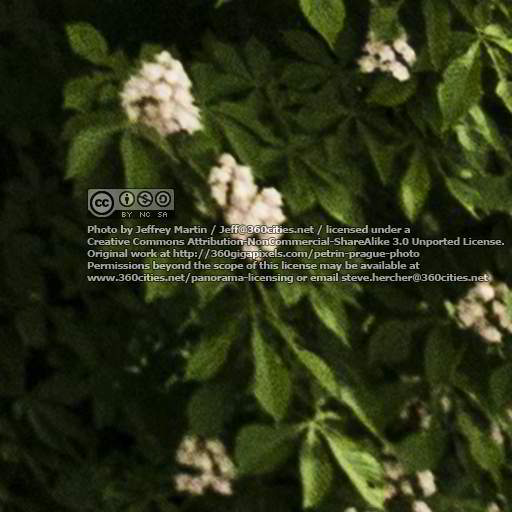 cc BY NC SA
Photo by Jeffrey Martin / Jeff@360cities.net / licensed under a
Creative Commons Attribution-NonCommercial-ShareAlike 3.0 Unported License.
Original work at http://360gigapixels.com/petrin-prague-photo
Permissions beyond the scope of this license may be available at
www.360cities.net/panorama-licensing or email steve.hercher@360cities.net